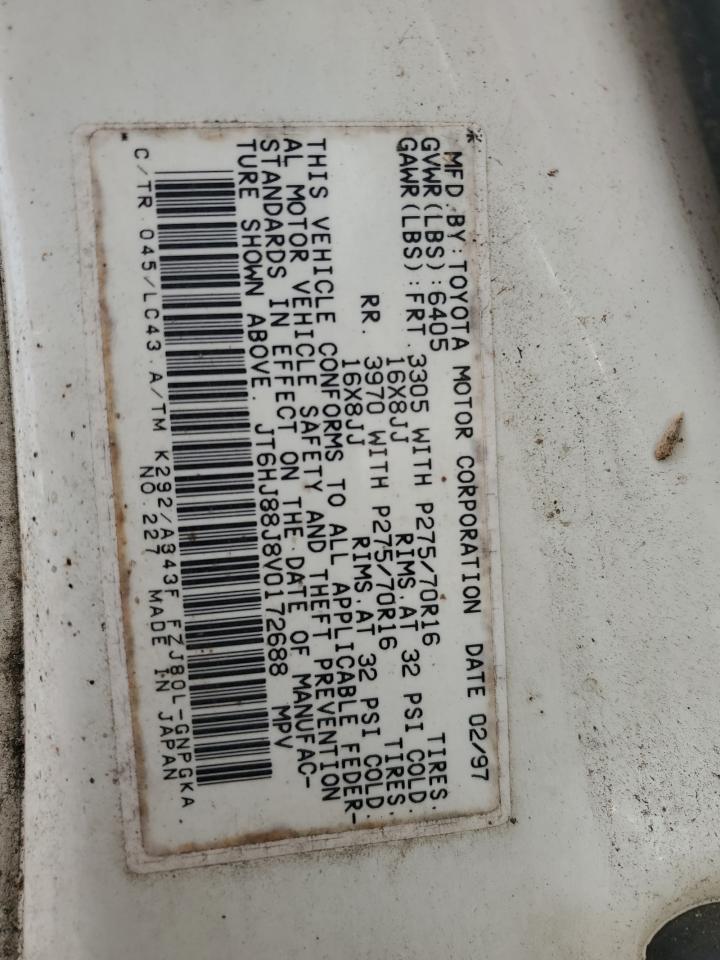 MFD.BY:TOYOTA MOTOR CORPORATION DATE 02/97
GVWR(LBS):6405
GAWR(LBS):FRT.3305 WITH P275/70R16 TIRES.
16X8JJ RIMS.AT 32 PSI COLD.
RR. 3970 WITH P275/70R16 TIRES.
16X8JJ RIMS.AT 32 PSI COLD.
THIS VEHICLE CONFORMS TO ALL APPLICABLE FEDER-
AL MOTOR VEHICLE SAFETY AND THEFT PREVENTION
STANDARDS IN EFFECT ON THE DATE OF MANUFAC-
TURE SHOWN ABOVE. JT6HJ88J8V0172688 MPV
C/TR 045/LC43 A/TM K292/A343F FZJ80L-GNPGKA
NO.227 MADE IN JAPAN